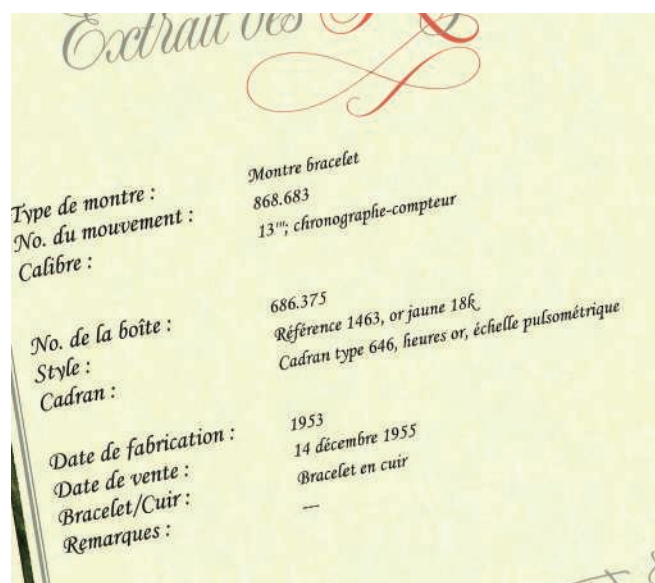 Extrait des
Type de montre : Montre bracelet
No. du mouvement : 868.683
Calibre : 13'''; chronographe-compteur
No. de la boîte : 686.375
Style : Référence 1463, or jaune 18k
Cadran : Cadran type 646, heures or, échelle pulsométrique
Date de fabrication : 1953
Date de vente : 14 décembre 1955
Bracelet/Cuir : Bracelet en cuir
Remarques : ---